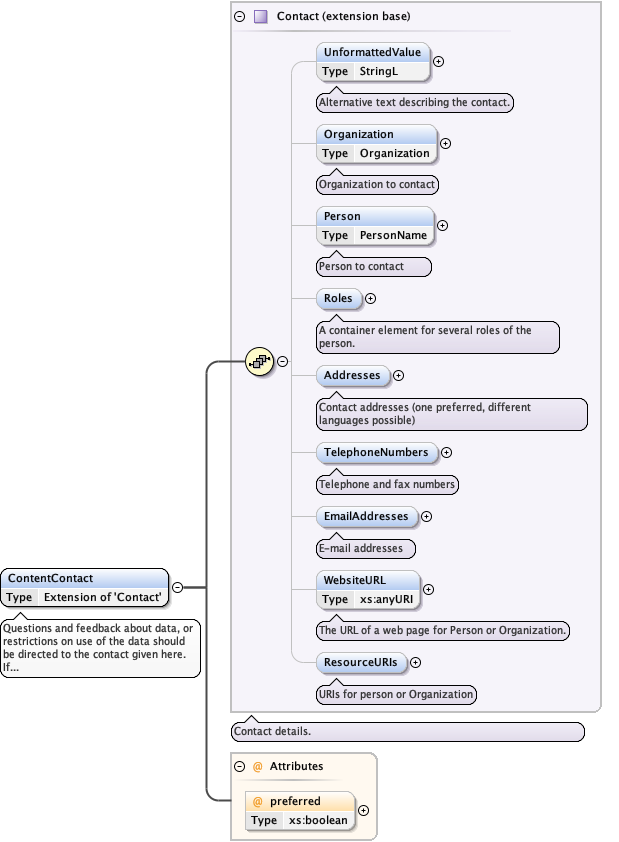 Contact (extension base)
UnformattedValue
Type StringL
Alternative text describing the contact.
Organization
Type Organization
Organization to contact
Person
Type PersonName
Person to contact
Roles
A container element for several roles of the
person.
Addresses
Contact addresses (one preferred, different
languages possible)
TelephoneNumbers
Telephone and fax numbers
EmailAddresses
E-mail addresses
ContentContact
Type Extension of 'Contact'
Questions and feedback about data, or
restrictions on use of the data should
be directed to the contact given here.
If...
WebsiteURL
Type xs:anyURI
The URL of a web page for Person or Organization.
ResourceURIs
URIs for person or Organization
Contact details.
@ Attributes
@ preferred
Type xs:boolean